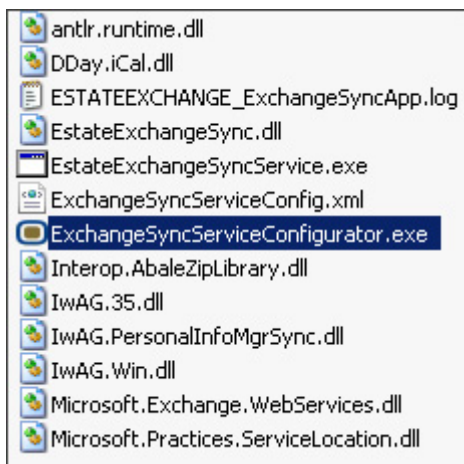 antlr.runtime.dll
DDay.iCal.dll
ESTATEEXCHANGE_ExchangeSyncApp.log
EstateExchangeSync.dll
EstateExchangeSyncService.exe
ExchangeSyncServiceConfig.xml
ExchangeSyncServiceConfigurator.exe
Interop.AbaleZipLibrary.dll
IwAG.35.dll
IwAG.PersonalInfoMgrSync.dll
IwAG.Win.dll
Microsoft.Exchange.WebServices.dll
Microsoft.Practices.ServiceLocation.dll